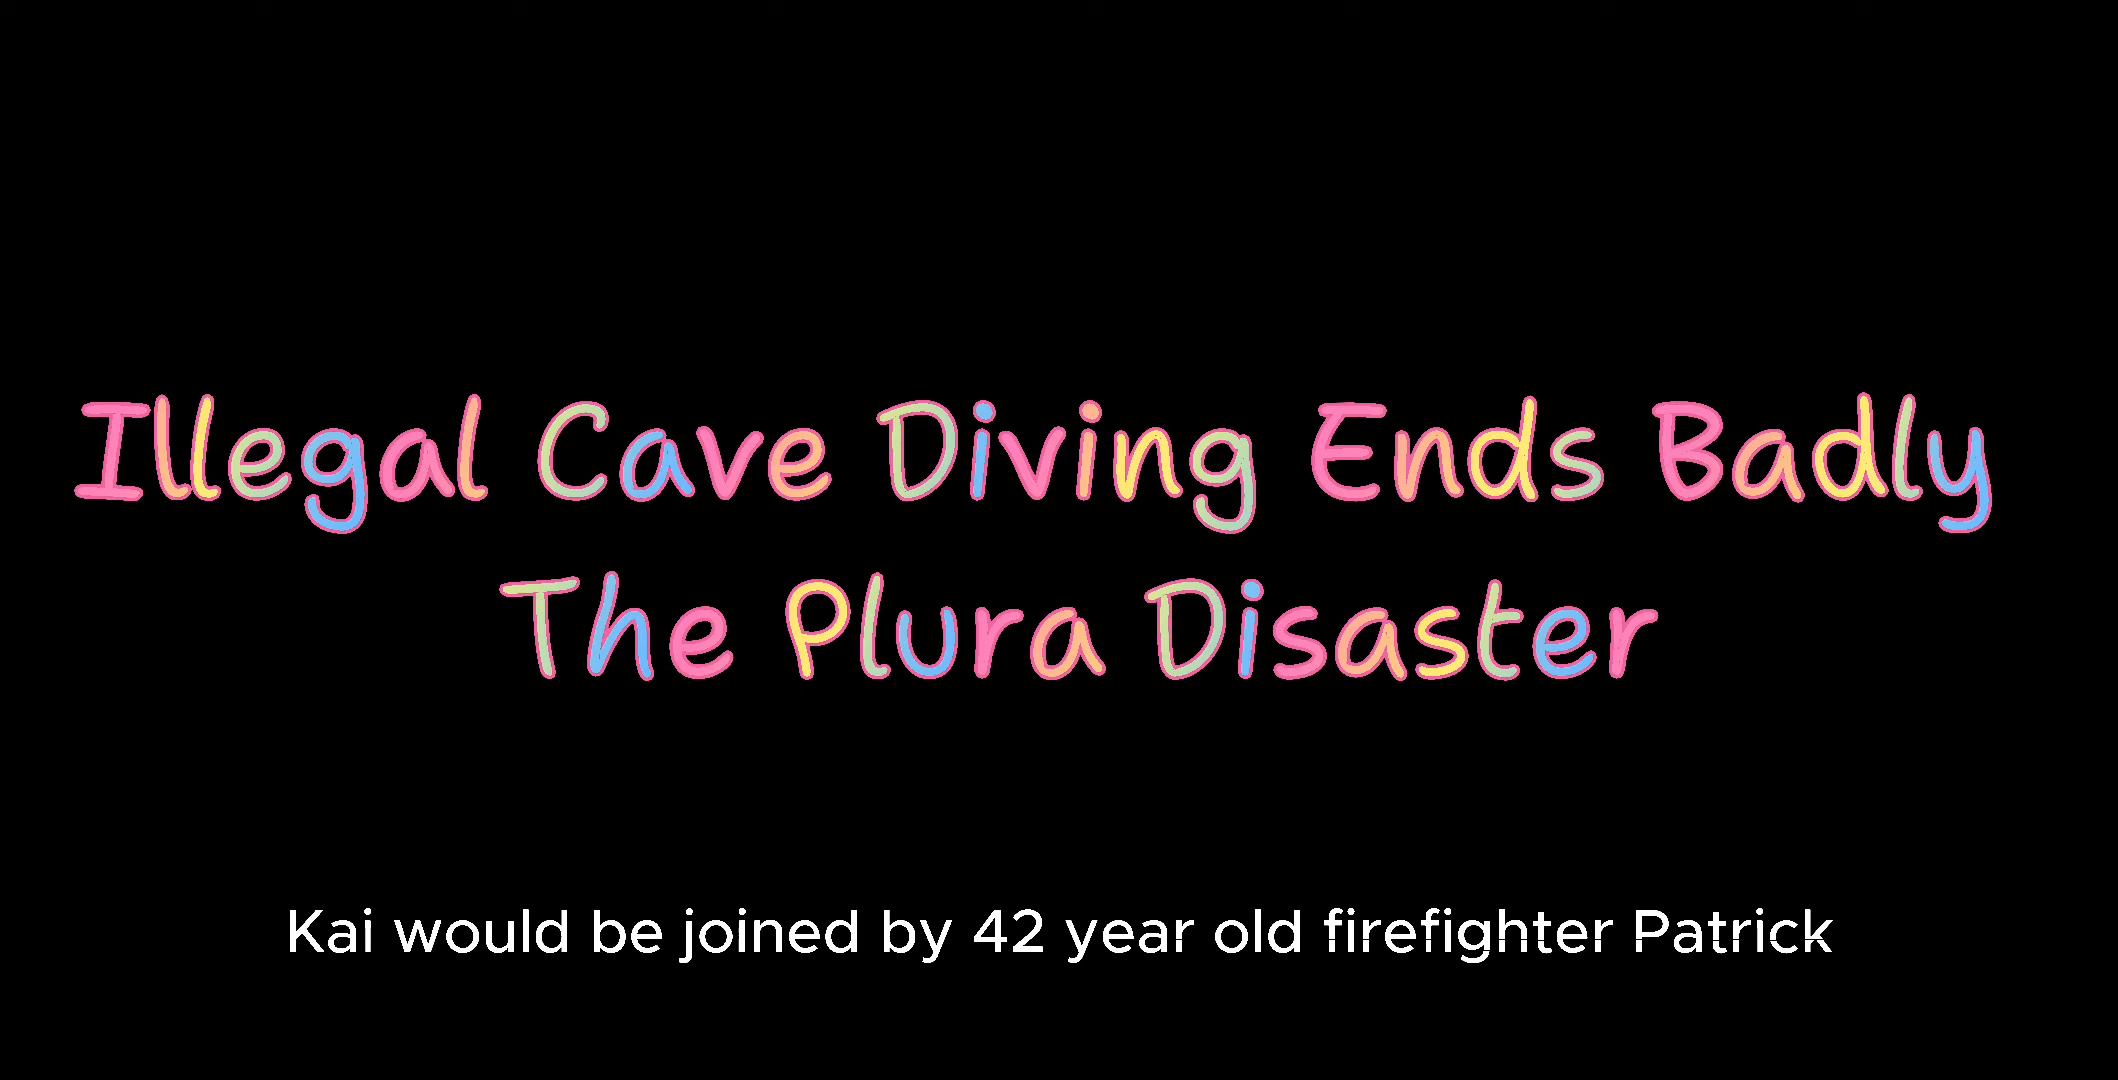 Illegal Cave Diving Ends Badly
The Plura Disaster
Kai would be joined by 42 year old firefighter Patrick